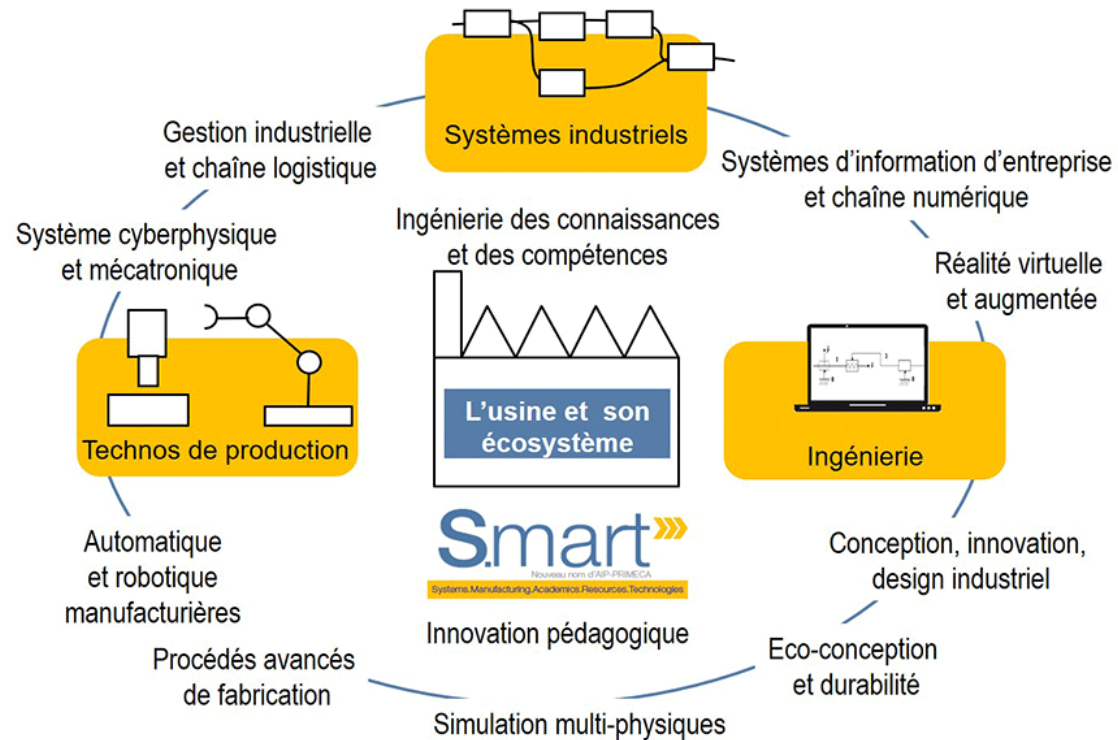 Systèmes industriels
Gestion industrielle
et chaîne logistique
Systèmes d'information d'entreprise
et chaîne numérique
Ingénierie des connaissances
et des compétences
Système cyberphysique
et mécatronique
Réalité virtuelle
et augmentée
L'usine et son
écosystème
Technos de production
Ingénierie
S.mart
Nouveau nom d'AIP-PRIMECA
Systems.Manufacturing.Academics.Resources.Technologies
Automatique
et robotique
manufacturières
Conception, innovation,
design industriel
Innovation pédagogique
Procédés avancés
de fabrication
Eco-conception
et durabilité
Simulation multi-physiques